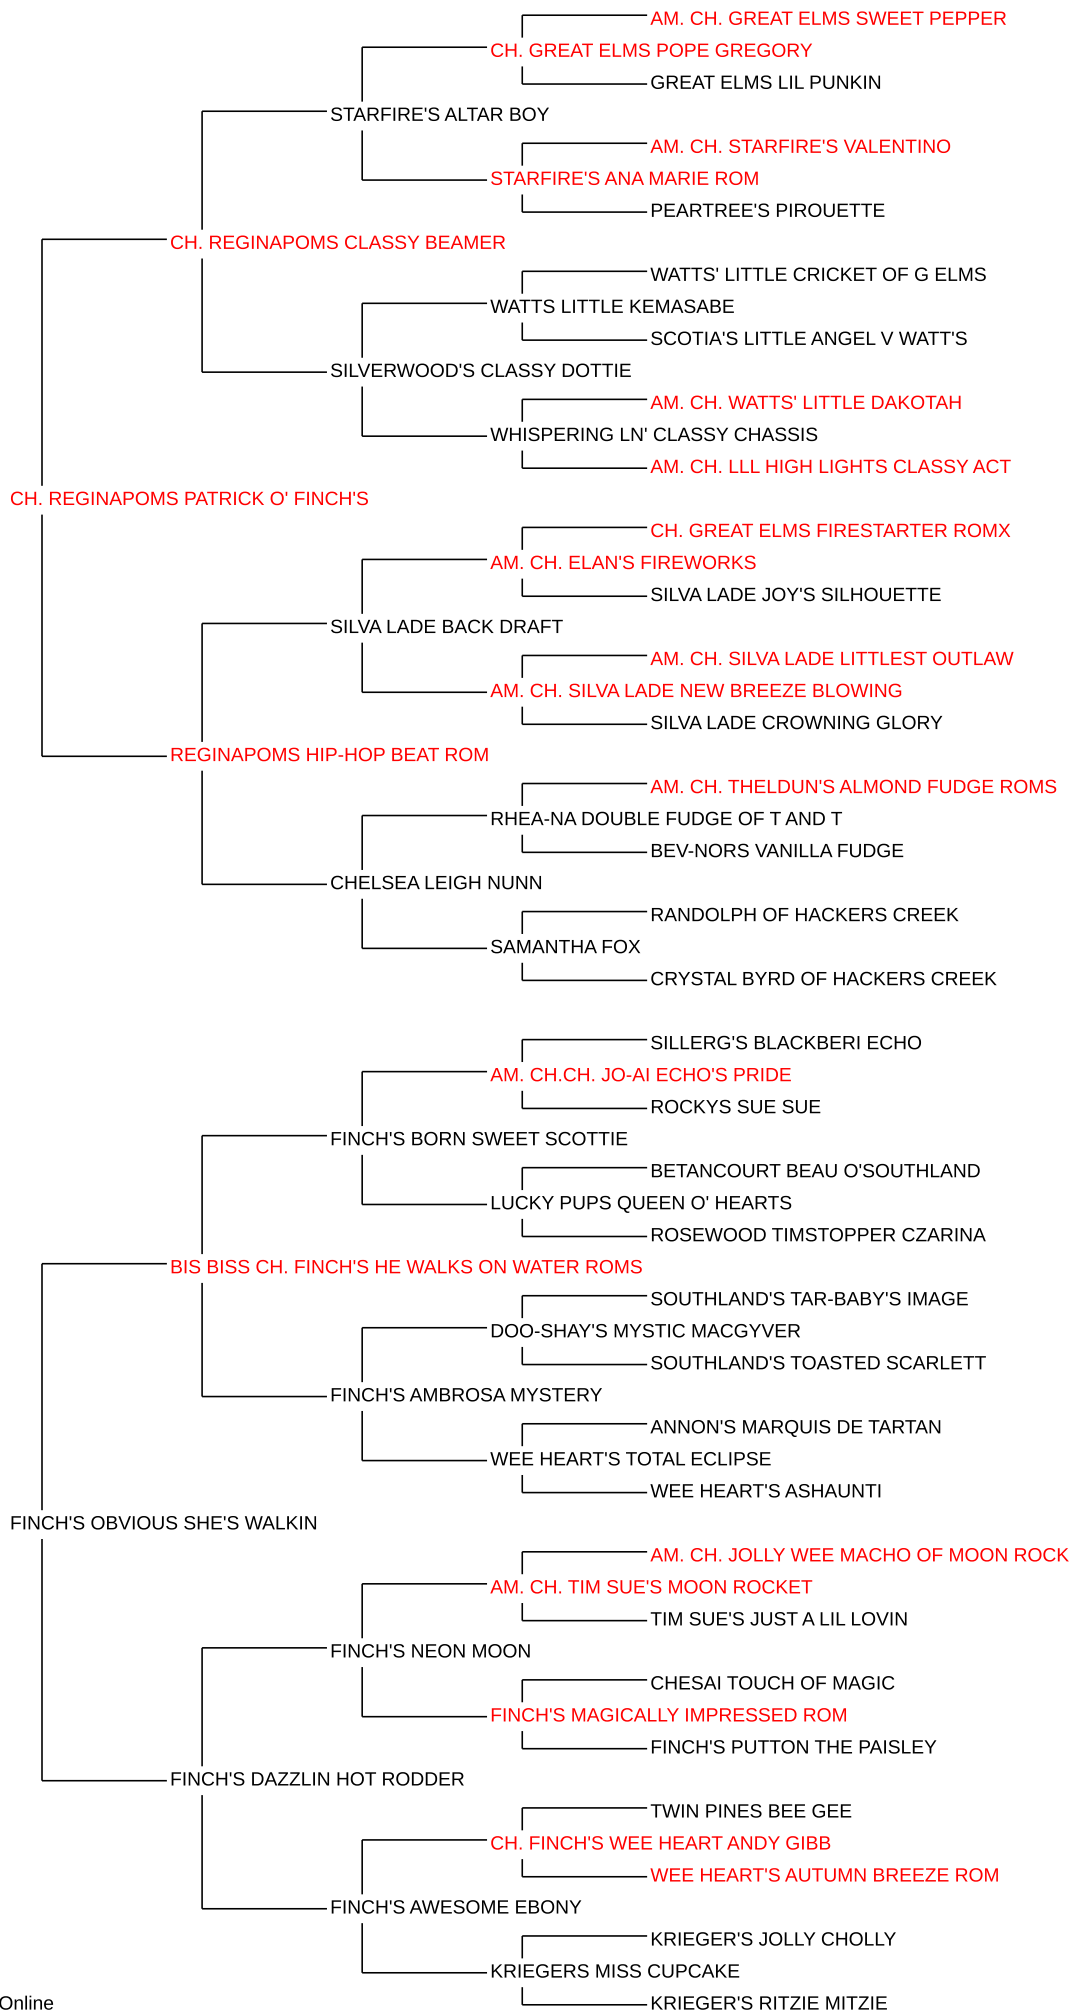 AM. CH. GREAT ELMS SWEET PEPPER
CH. GREAT ELMS POPE GREGORY
GREAT ELMS LIL PUNKIN
STARFIRE'S ALTAR BOY
AM. CH. STARFIRE'S VALENTINO
STARFIRE'S ANA MARIE ROM
PEARTREE'S PIROUETTE
CH. REGINAPOMS CLASSY BEAMER
WATTS' LITTLE CRICKET OF G ELMS
WATTS LITTLE KEMASABE
SCOTIA'S LITTLE ANGEL V WATT'S
SILVERWOOD'S CLASSY DOTTIE
AM. CH. WATTS' LITTLE DAKOTAH
WHISPERING LN' CLASSY CHASSIS
AM. CH. LLL HIGH LIGHTS CLASSY ACT
CH. REGINAPOMS PATRICK O' FINCH'S
CH. GREAT ELMS FIRESTARTER ROMX
AM. CH. ELAN'S FIREWORKS
SILVA LADE JOY'S SILHOUETTE
SILVA LADE BACK DRAFT
AM. CH. SILVA LADE LITTLEST OUTLAW
AM. CH. SILVA LADE NEW BREEZE BLOWING
SILVA LADE CROWNING GLORY
REGINAPOMS HIP-HOP BEAT ROM
AM. CH. THELDUN'S ALMOND FUDGE ROMS
RHEA-NA DOUBLE FUDGE OF T AND T
BEV-NORS VANILLA FUDGE
CHELSEA LEIGH NUNN
RANDOLPH OF HACKERS CREEK
SAMANTHA FOX
CRYSTAL BYRD OF HACKERS CREEK
SILLERG'S BLACKBERI ECHO
AM. CH.CH. JO-AI ECHO'S PRIDE
ROCKYS SUE SUE
FINCH'S BORN SWEET SCOTTIE
BETANCOURT BEAU O'SOUTHLAND
LUCKY PUPS QUEEN O' HEARTS
ROSEWOOD TIMSTOPPER CZARINA
BIS BISS CH. FINCH'S HE WALKS ON WATER ROMS
SOUTHLAND'S TAR-BABY'S IMAGE
DOO-SHAY'S MYSTIC MACGYVER
SOUTHLAND'S TOASTED SCARLETT
FINCH'S AMBROSA MYSTERY
ANNON'S MARQUIS DE TARTAN
WEE HEART'S TOTAL ECLIPSE
WEE HEART'S ASHAUNTI
FINCH'S OBVIOUS SHE'S WALKIN
AM. CH. JOLLY WEE MACHO OF MOON ROCK
AM. CH. TIM SUE'S MOON ROCKET
TIM SUE'S JUST A LIL LOVIN
FINCH'S NEON MOON
CHESAI TOUCH OF MAGIC
FINCH'S MAGICALLY IMPRESSED ROM
FINCH'S PUTTON THE PAISLEY
FINCH'S DAZZLIN HOT RODDER
TWIN PINES BEE GEE
CH. FINCH'S WEE HEART ANDY GIBB
WEE HEART'S AUTUMN BREEZE ROM
FINCH'S AWESOME EBONY
KRIEGER'S JOLLY CHOLLY
KRIEGERS MISS CUPCAKE
KRIEGER'S RITZIE MITZIE
Online